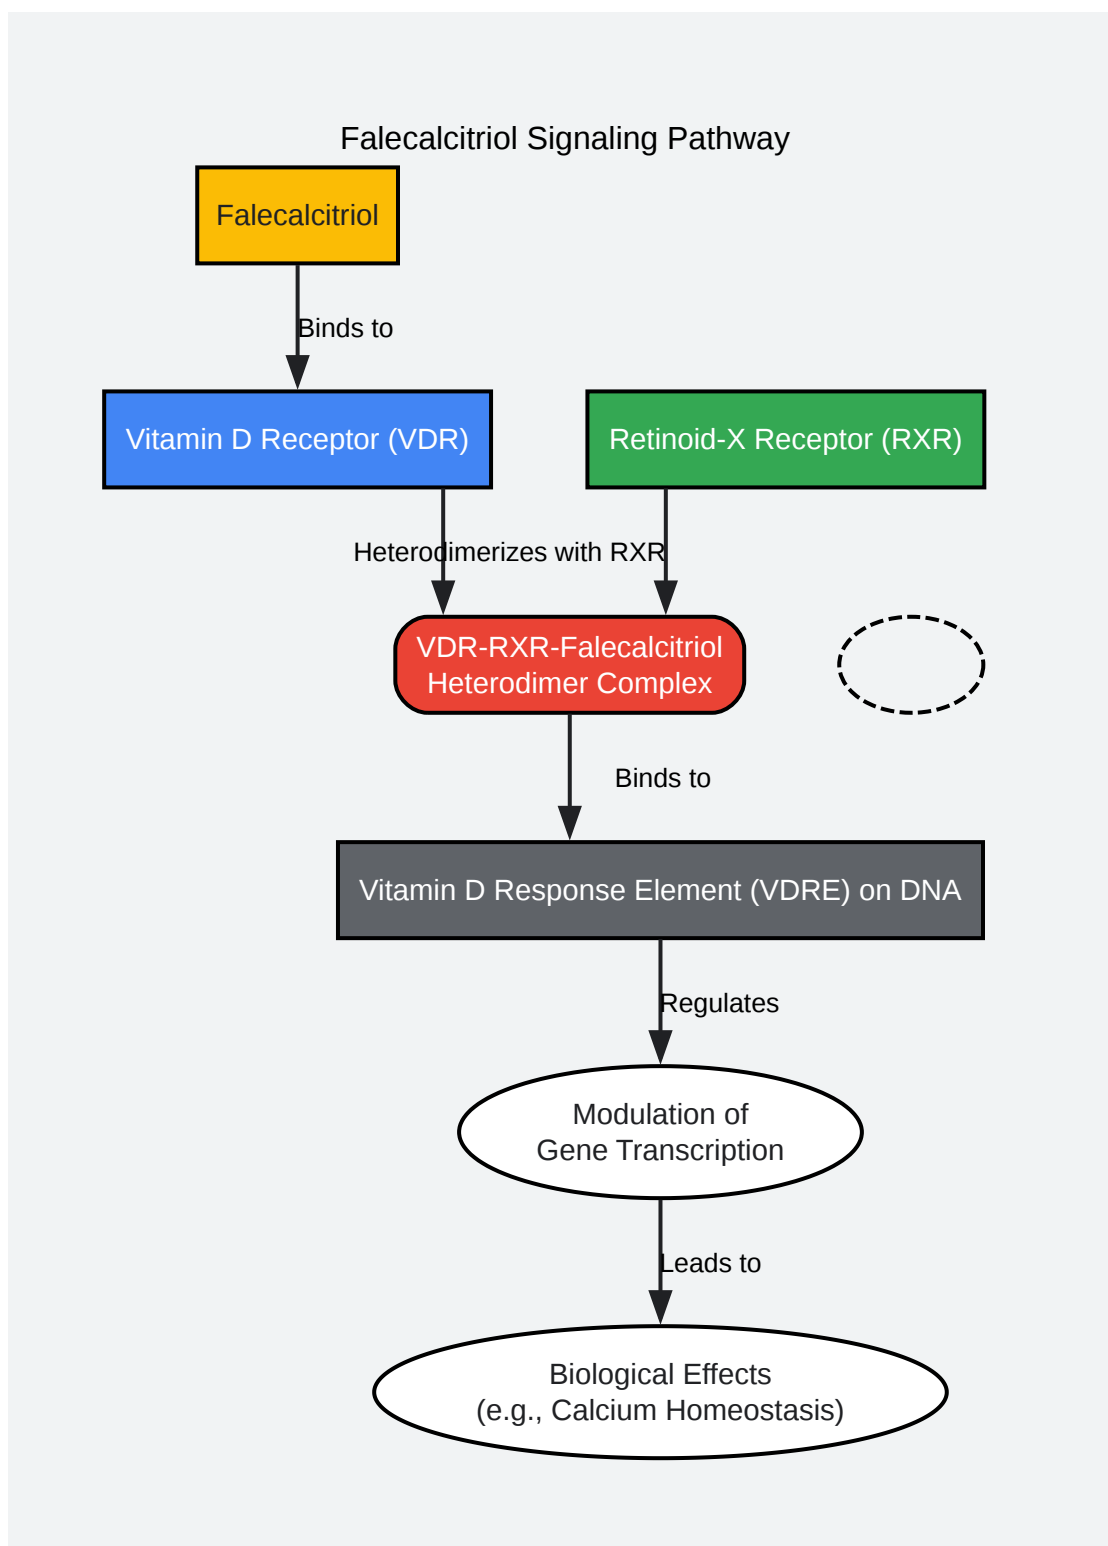 Falecalcitriol Signaling Pathway
Falecalcitriol
Binds to
Vitamin D Receptor (VDR)
Retinoid-X Receptor (RXR)
Heterodimerizes with RXR
VDR-RXR-Falecalcitriol
Heterodimer Complex
Binds to
Vitamin D Response Element (VDRE) on DNA
Regulates
Modulation of
Gene Transcription
Leads to
Biological Effects
(e.g., Calcium Homeostasis)